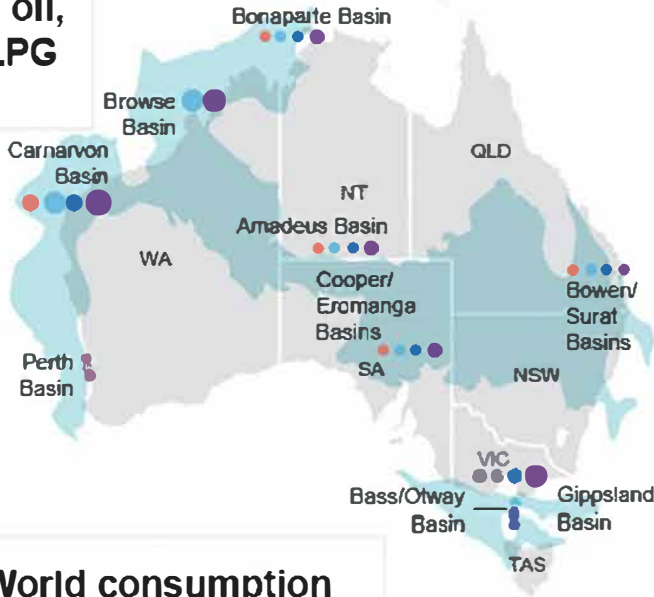 oil,
LPG
Bonaparte Basin
Browse
Basin
Carnarvon
Basin
QLD
NT
Amadeus Basin
WA
Cooper/
Eromanga
Basins
Bowen/
Surat
Basins
Perth
Basin
SA
NSW
VIC
Bass/Otway
Basin
Gippsland
Basin
TAS
World consumption